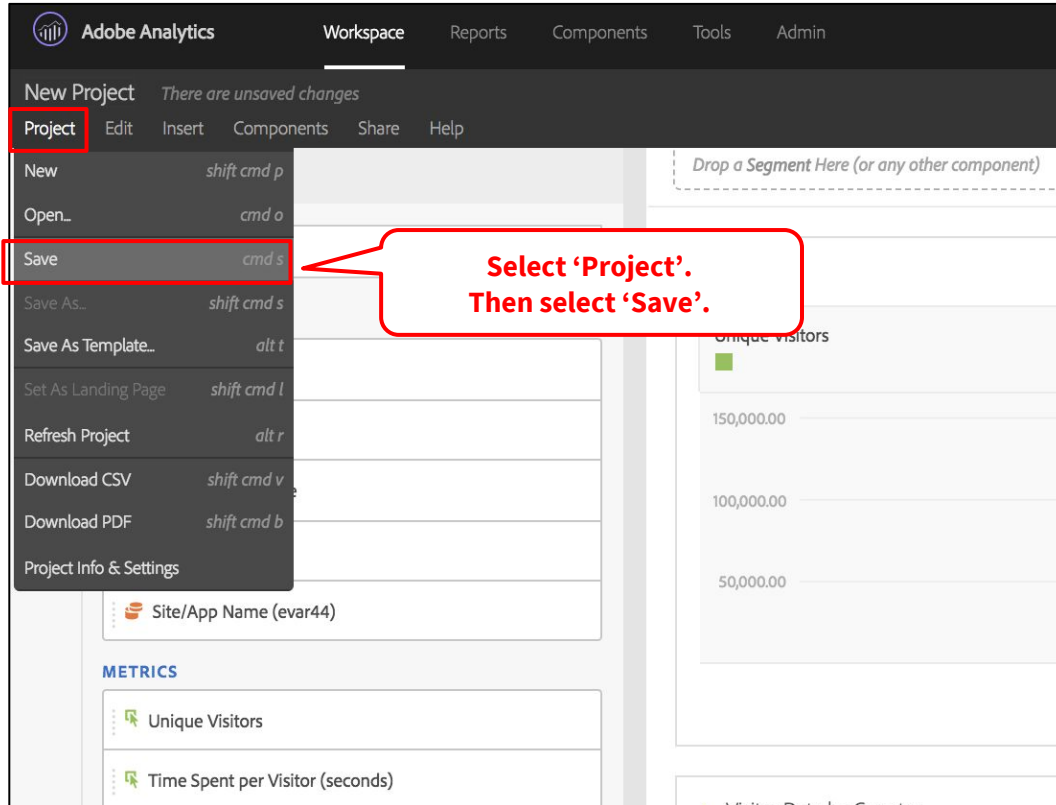 Adobe Analytics Workspace Reports Components Tools Admin
New Project There are unsaved changes
Project Edit Insert Components Share Help
New shift cmd p
Drop a Segment Here (or any other component)
Open... cmd o
Save cmd s
Select ‘Project’.
Then select ‘Save’.
Save As... shift cmd s
Save As Template... alt t
Unique Visitors
Set As Landing Page shift cmd l
150,000.00
Refresh Project alt r
Download CSV shift cmd v
100,000.00
Download PDF shift cmd b
Project Info & Settings
50,000.00
Site/App Name (evar44)
METRICS
Unique Visitors
Time Spent per Visitor (seconds)